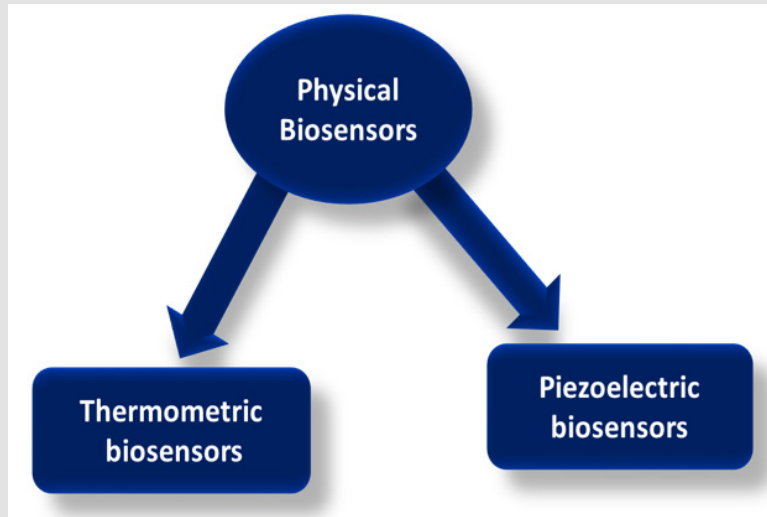 Physical
Biosensors
Thermometric
biosensors
Piezoelectric
biosensors